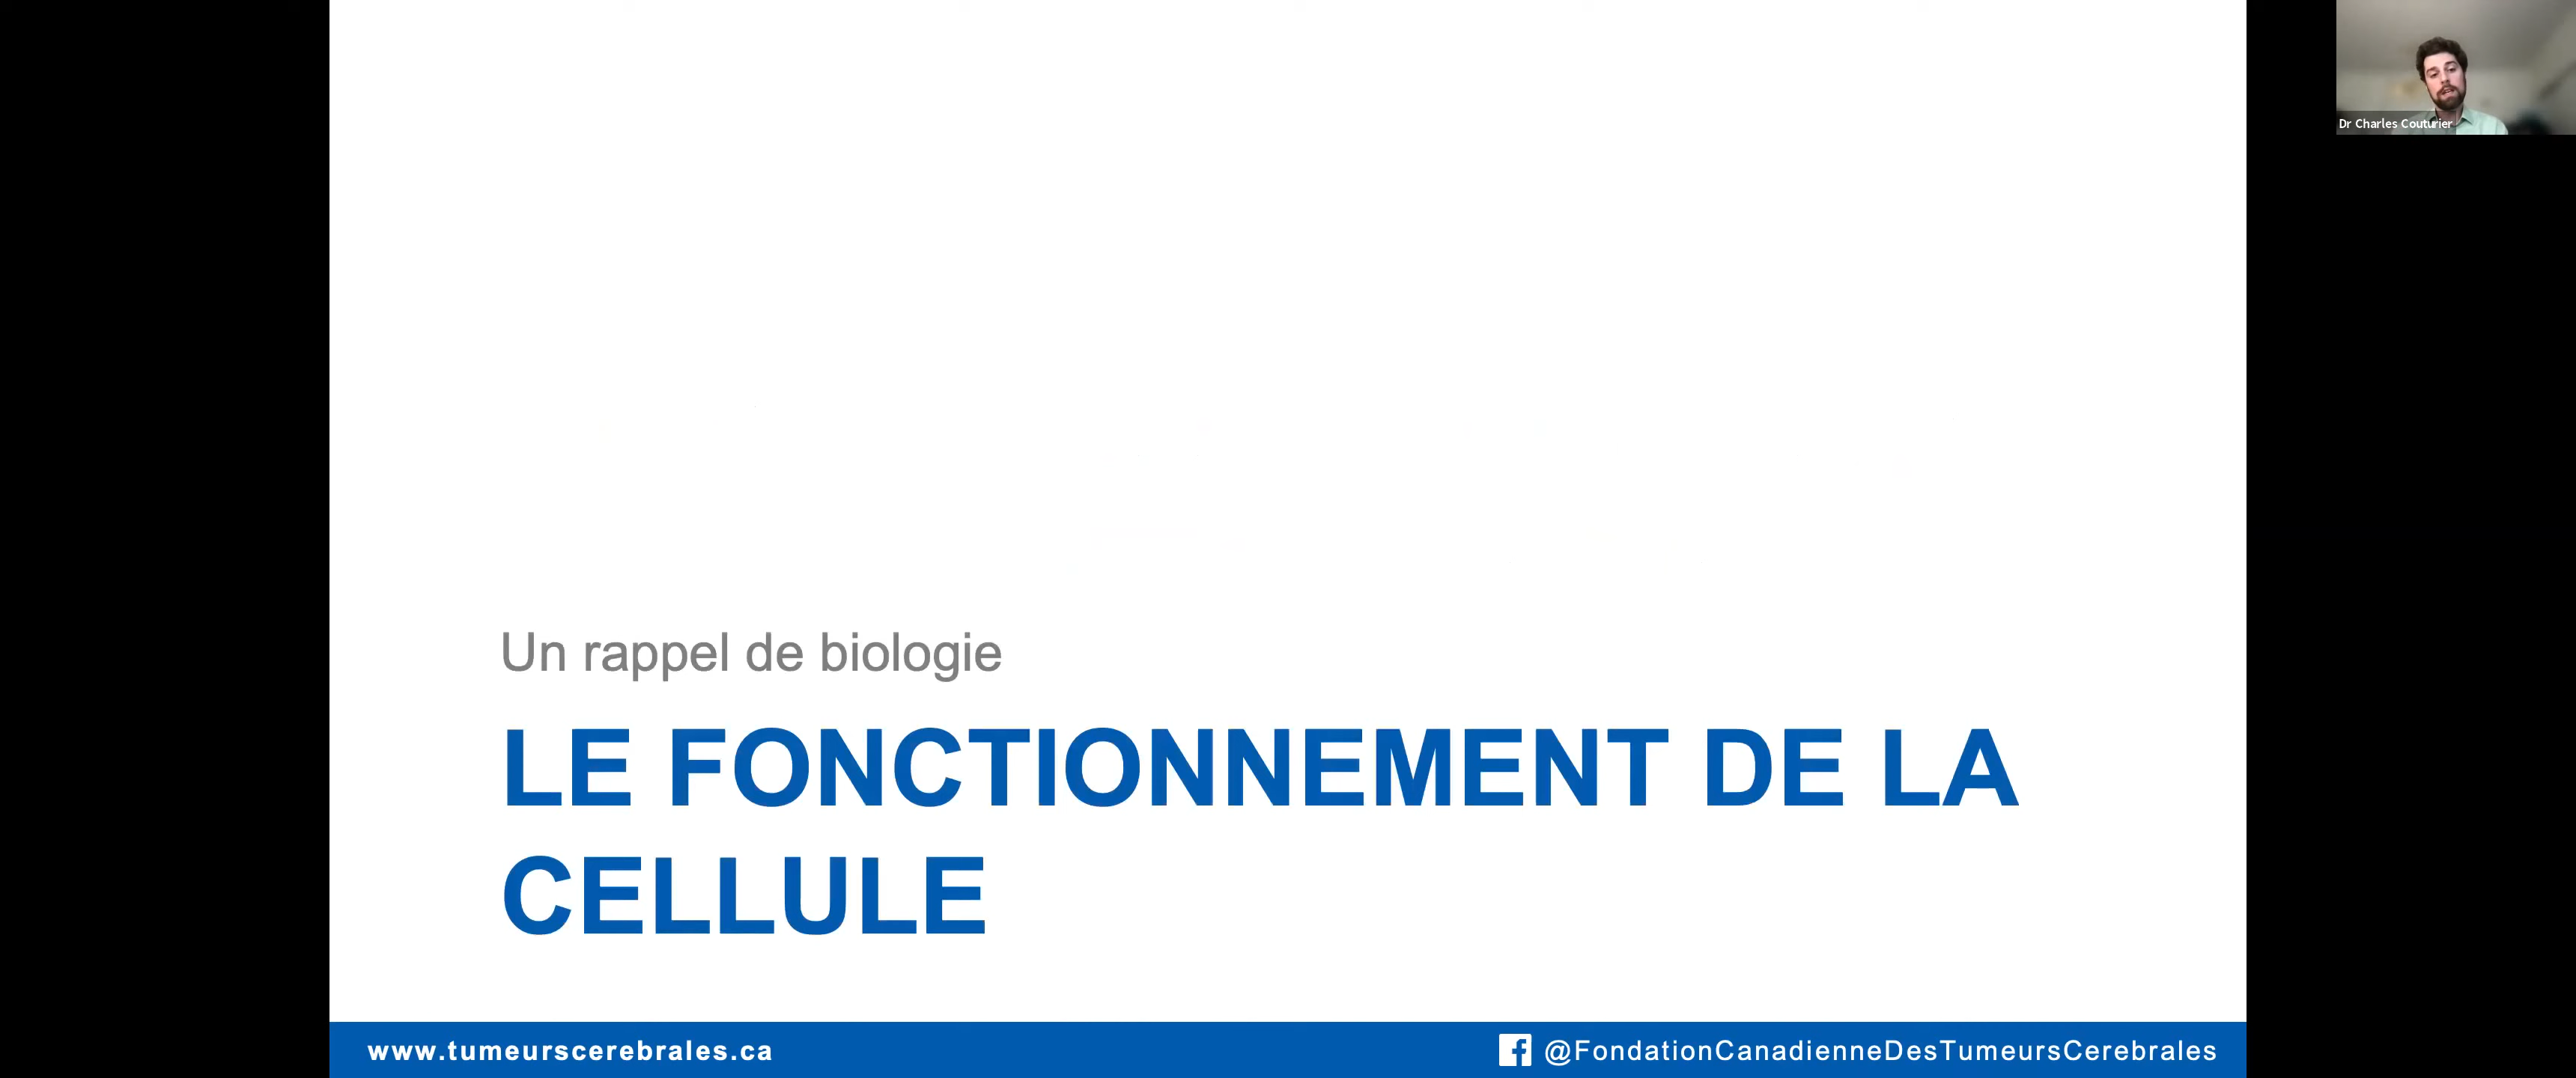 Dr Charles Couturier
Un rappel de biologie
LE FONCTIONNEMENT DE LA
CELLULE
www.tumeurscerebrales.ca
@FondationCanadienneDesTumeursCerebrales